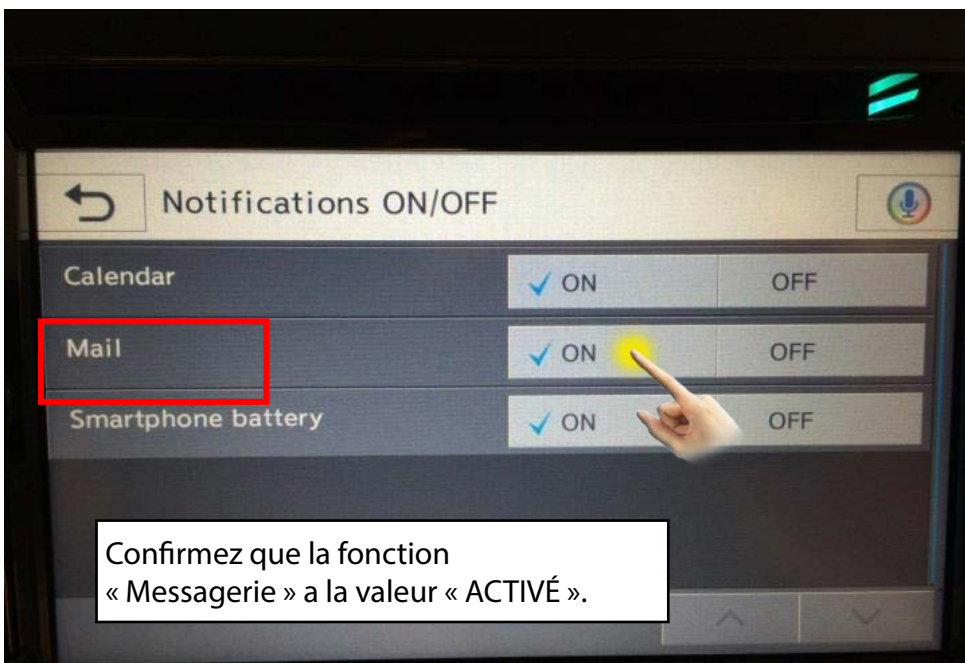 Notifications ON/OFF
Calendar ON OFF
Mail ON OFF
Smartphone battery ON OFF
Confirmez que la fonction
« Messagerie » a la valeur « ACTIVÉ ».